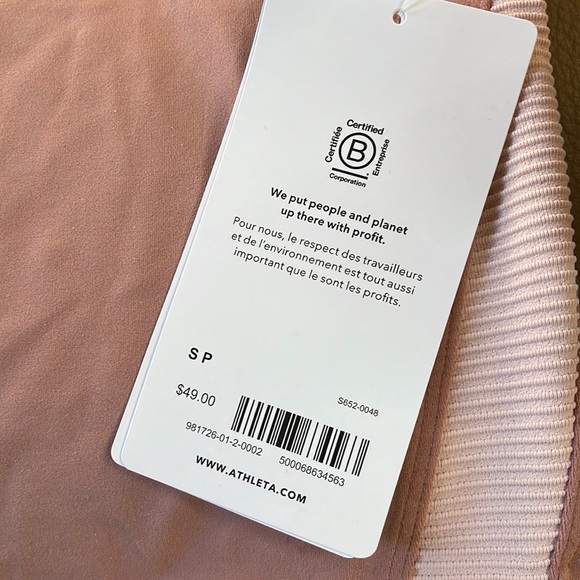 Certified
Certifiée
B
Entreprise
Corporation
We put people and planet
up there with profit.
Pour nous, le respect des travailleurs
et de l'environnement est tout aussi
important que le sont les profits.
S P
$49.00
S652-0048
981726-01-2-0002
500068634563
WWW.ATHLETA.COM